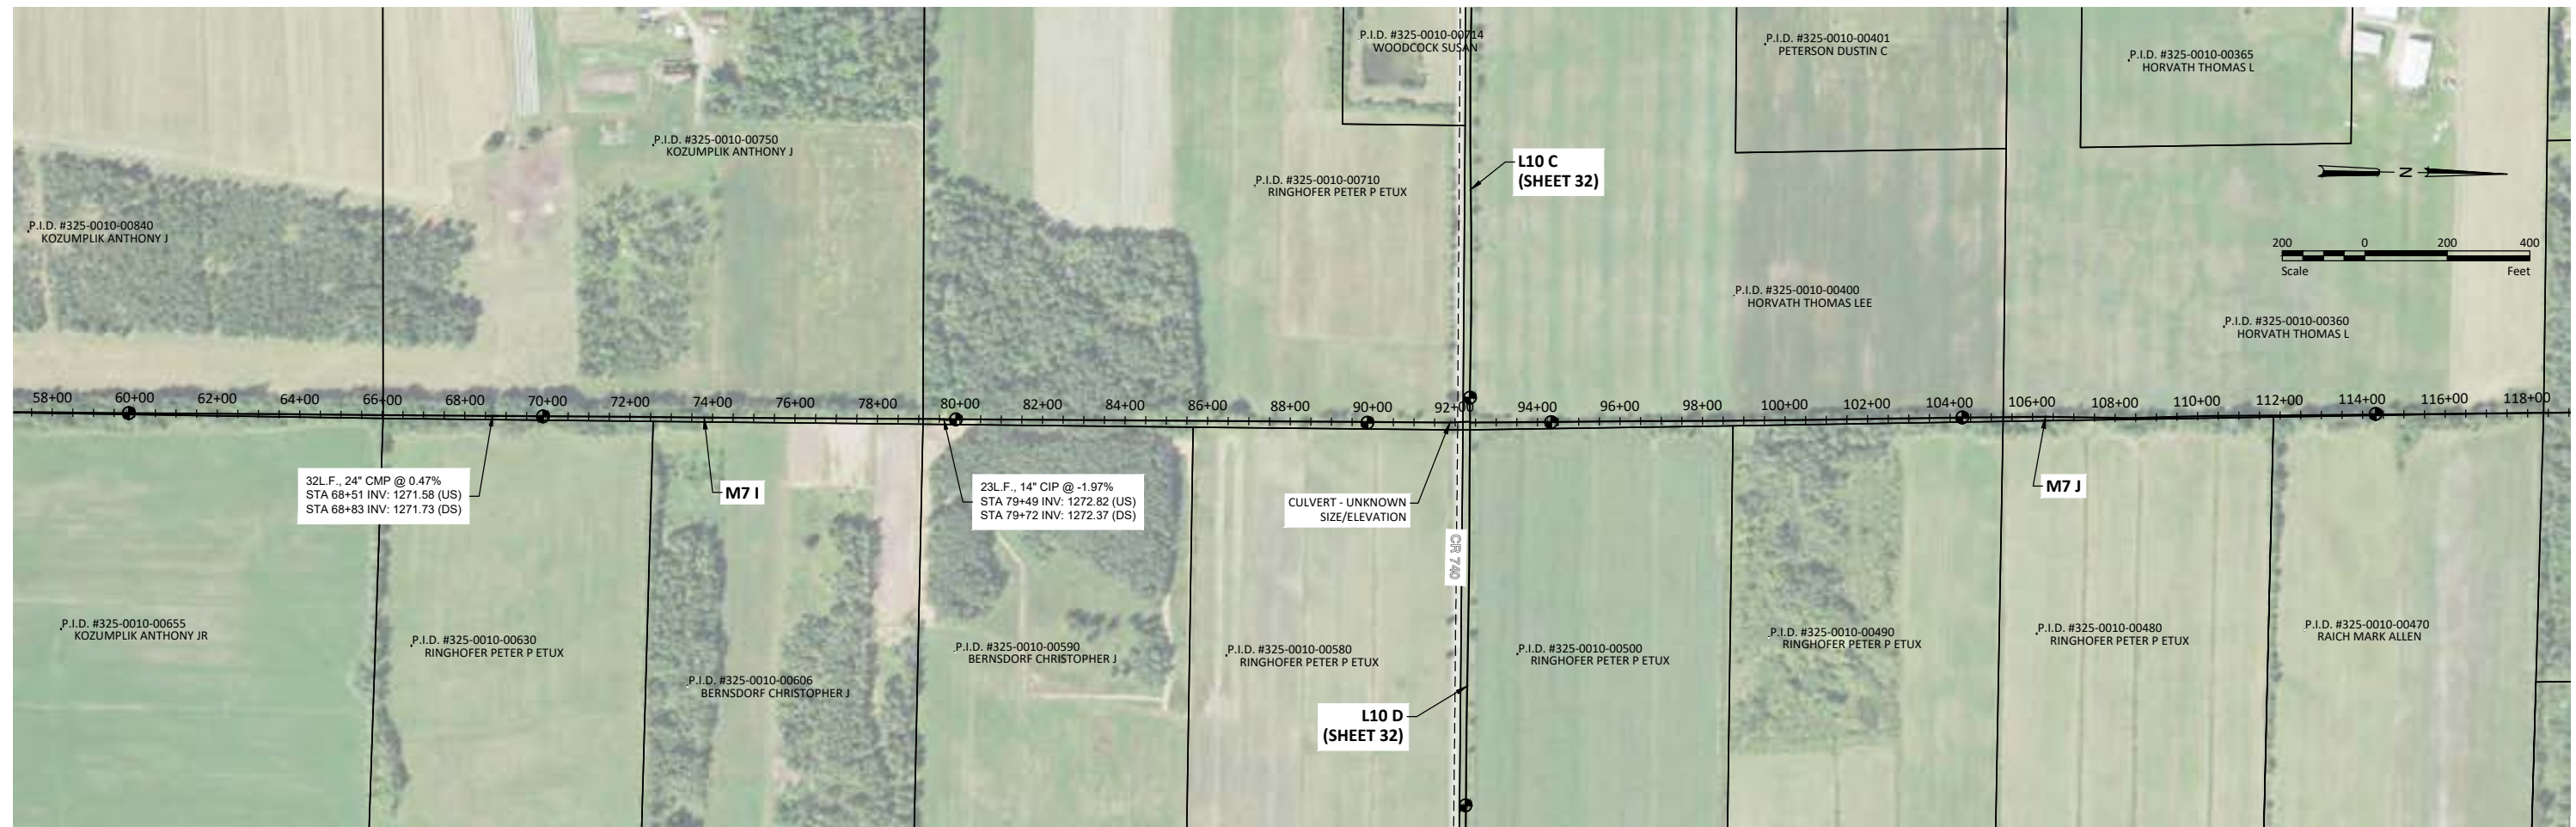 P.I.D. #325-0010-00714
WOODCOCK SUSAN
P.I.D. #325-0010-00401
PETERSON DUSTIN C
P.I.D. #325-0010-00365
HORVATH THOMAS L
P.I.D. #325-0010-00750
KOZUMPLIK ANTHONY J
L10 C
(SHEET 32)
P.I.D. #325-0010-00710
RINGHOFER PETER P ETUX
N
P.I.D. #325-0010-00840
KOZUMPLIK ANTHONY J
200 0 200 400
Scale Feet
P.I.D. #325-0010-00400
HORVATH THOMAS LEE
P.I.D. #325-0010-00360
HORVATH THOMAS L
58+00 60+00 62+00 64+00 66+00 68+00 70+00 72+00 74+00 76+00 78+00 80+00 82+00 84+00 86+00 88+00 90+00 92+00 94+00 96+00 98+00 100+00 102+00 104+00 106+00 108+00 110+00 112+00 114+00 116+00 118+00
32L.F., 24" CMP @ 0.47%
STA 68+51 INV: 1271.58 (US)
STA 68+83 INV: 1271.73 (DS)
M7 I
23L.F., 14" CIP @ -1.97%
STA 79+49 INV: 1272.82 (US)
STA 79+72 INV: 1272.37 (DS)
CULVERT - UNKNOWN
SIZE/ELEVATION
M7 J
CR 740
P.I.D. #325-0010-00655
KOZUMPLIK ANTHONY JR
P.I.D. #325-0010-00630
RINGHOFER PETER P ETUX
P.I.D. #325-0010-00606
BERNSDORF CHRISTOPHER J
P.I.D. #325-0010-00590
BERNSDORF CHRISTOPHER J
P.I.D. #325-0010-00580
RINGHOFER PETER P ETUX
P.I.D. #325-0010-00500
RINGHOFER PETER P ETUX
P.I.D. #325-0010-00490
RINGHOFER PETER P ETUX
P.I.D. #325-0010-00480
RINGHOFER PETER P ETUX
P.I.D. #325-0010-00470
RAICH MARK ALLEN
L10 D
(SHEET 32)